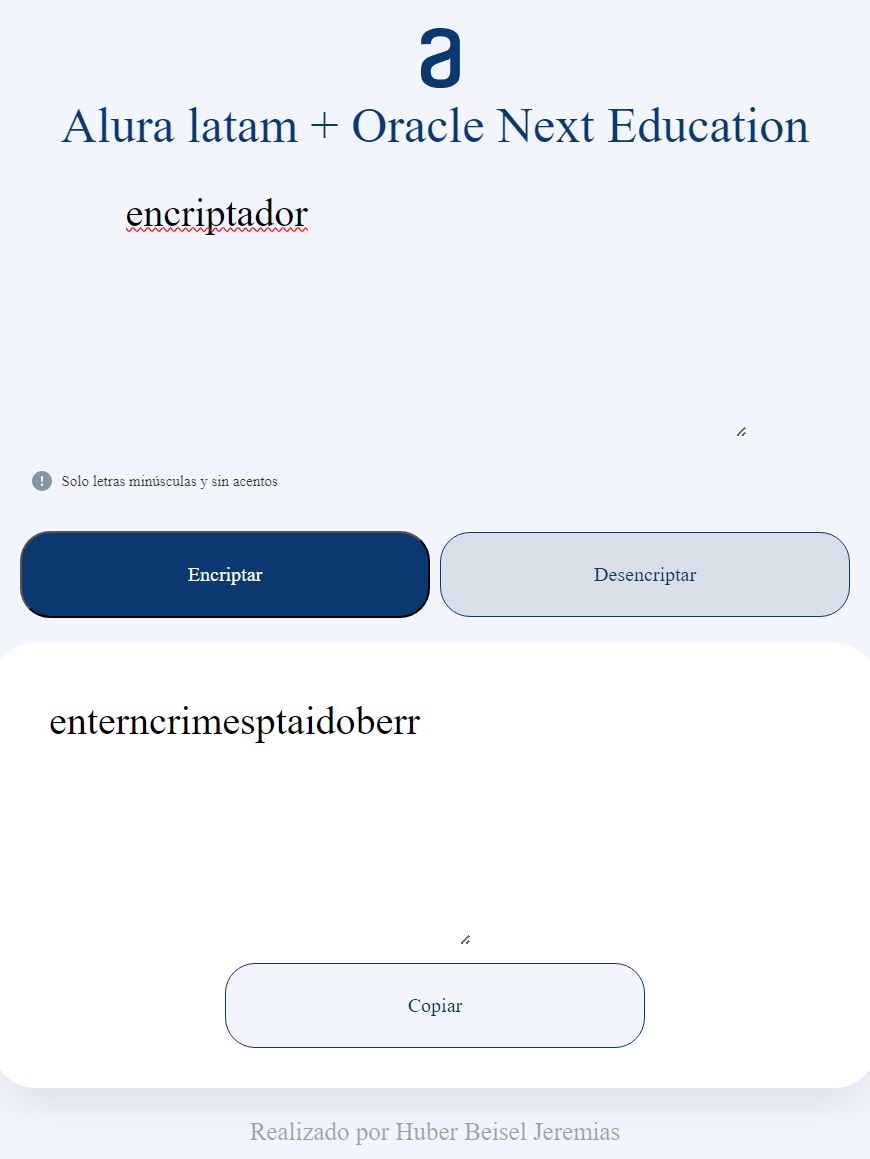 a
Alura latam + Oracle Next Education
encriptador
! Solo letras minúsculas y sin acentos
Encriptar
Desencriptar
enterncrimesptaidoberr
Copiar
Realizado por Huber Beisel Jeremias